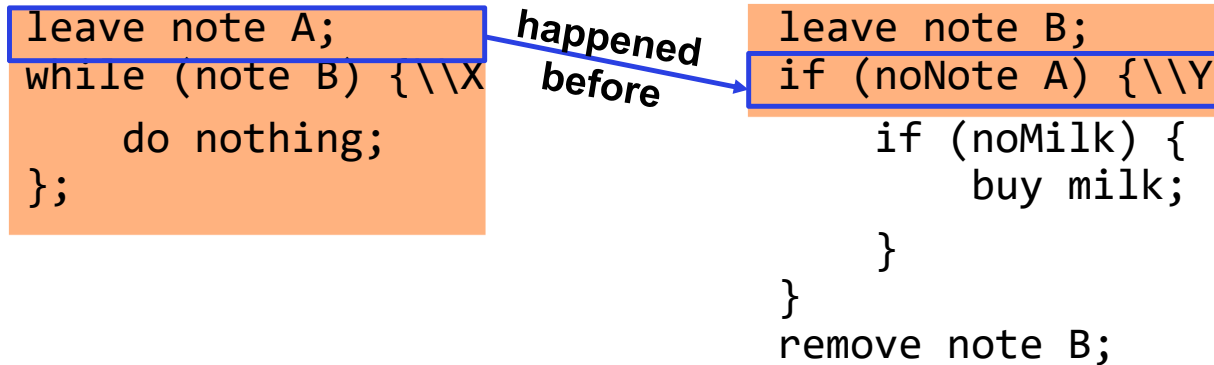 leave note A;
while (note B) {\\X
    do nothing;
};
happened
before
leave note B;
if (noNote A) {\\Y
    if (noMilk) {
        buy milk;
    }
}
remove note B;